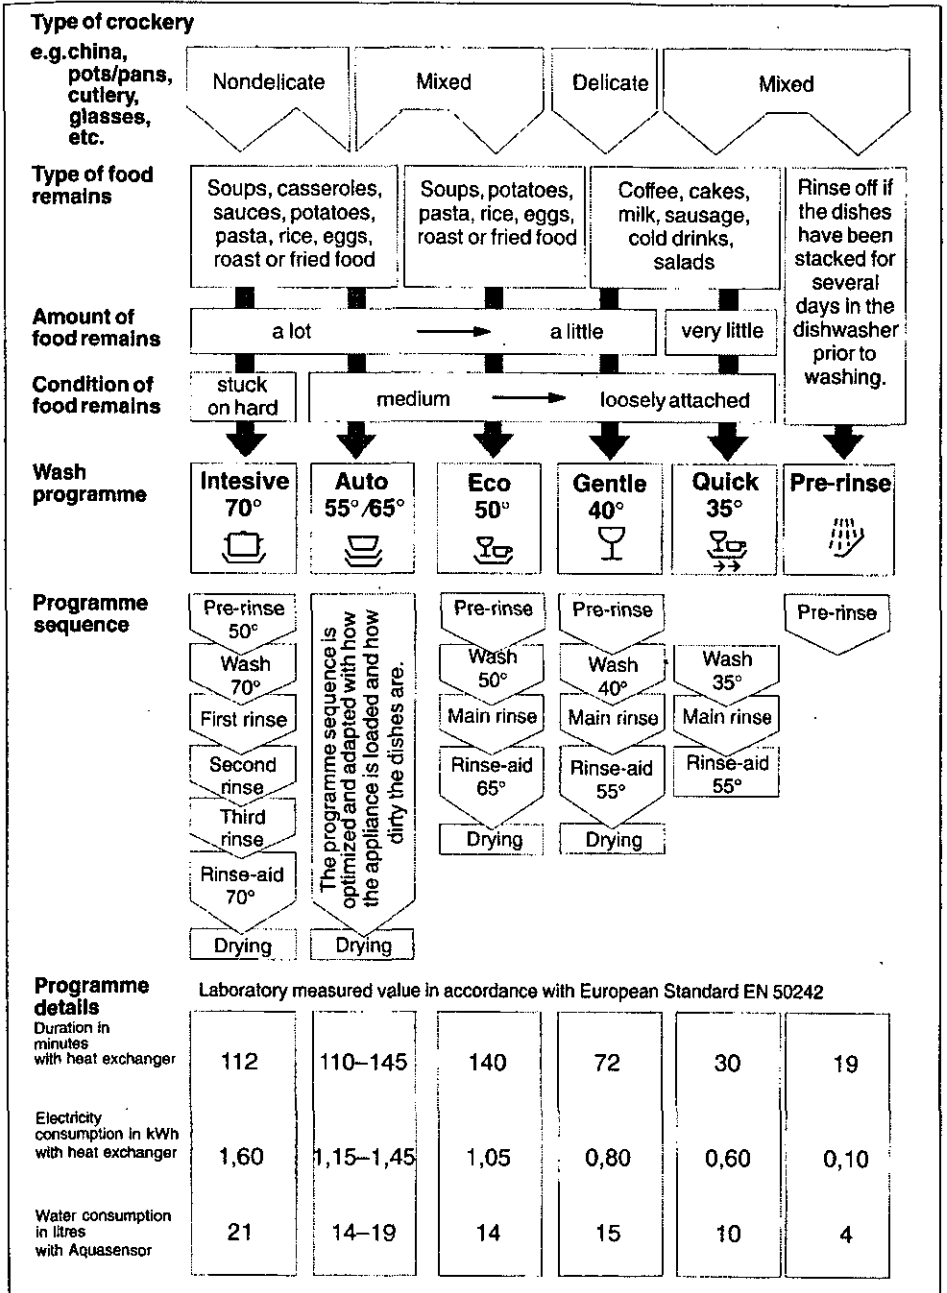 Type of crockery
e.g.china,
pots/pans,
cutlery,
glasses,
etc.
Nondelicate
Mixed
Delicate
Mixed
Type of food
remains
Soups, casseroles,
sauces, potatoes,
pasta, rice, eggs,
roast or fried food
Soups, potatoes,
pasta, rice, eggs,
roast or fried food
Coffee, cakes,
milk, sausage,
cold drinks,
salads
Rinse off if
the dishes
have been
stacked for
several
days in the
dishwasher
prior to
washing.
Amount of
food remains
a lot
a little
very little
Condition of
food remains
stuck
on hard
medium
loosely attached
Wash
programme
Intesive
70°
Auto
55°/65°
Eco
50°
Gentle
40°
Quick
35°
Pre-rinse
Programme
sequence
Pre-rinse
50°
Wash
70°
First rinse
Second
rinse
Third
rinse
Rinse-aid
70°
Drying
The programme sequence is
optimized and adapted with how
the appliance is loaded and how
dirty the dishes are.
Drying
Pre-rinse
Wash
50°
Main rinse
Rinse-aid
65°
Drying
Pre-rinse
Wash
40°
Main rinse
Rinse-aid
55°
Drying
Wash
35°
Main rinse
Rinse-aid
55°
Pre-rinse
Programme
details
Laboratory measured value in accordance with European Standard EN 50242
Duration in
minutes
with heat exchanger
112
110–145
140
72
30
19
Electricity
consumption in kWh
with heat exchanger
1,60
1,15–1,45
1,05
0,80
0,60
0,10
Water consumption
in litres
with Aquasensor
21
14–19
14
15
10
4